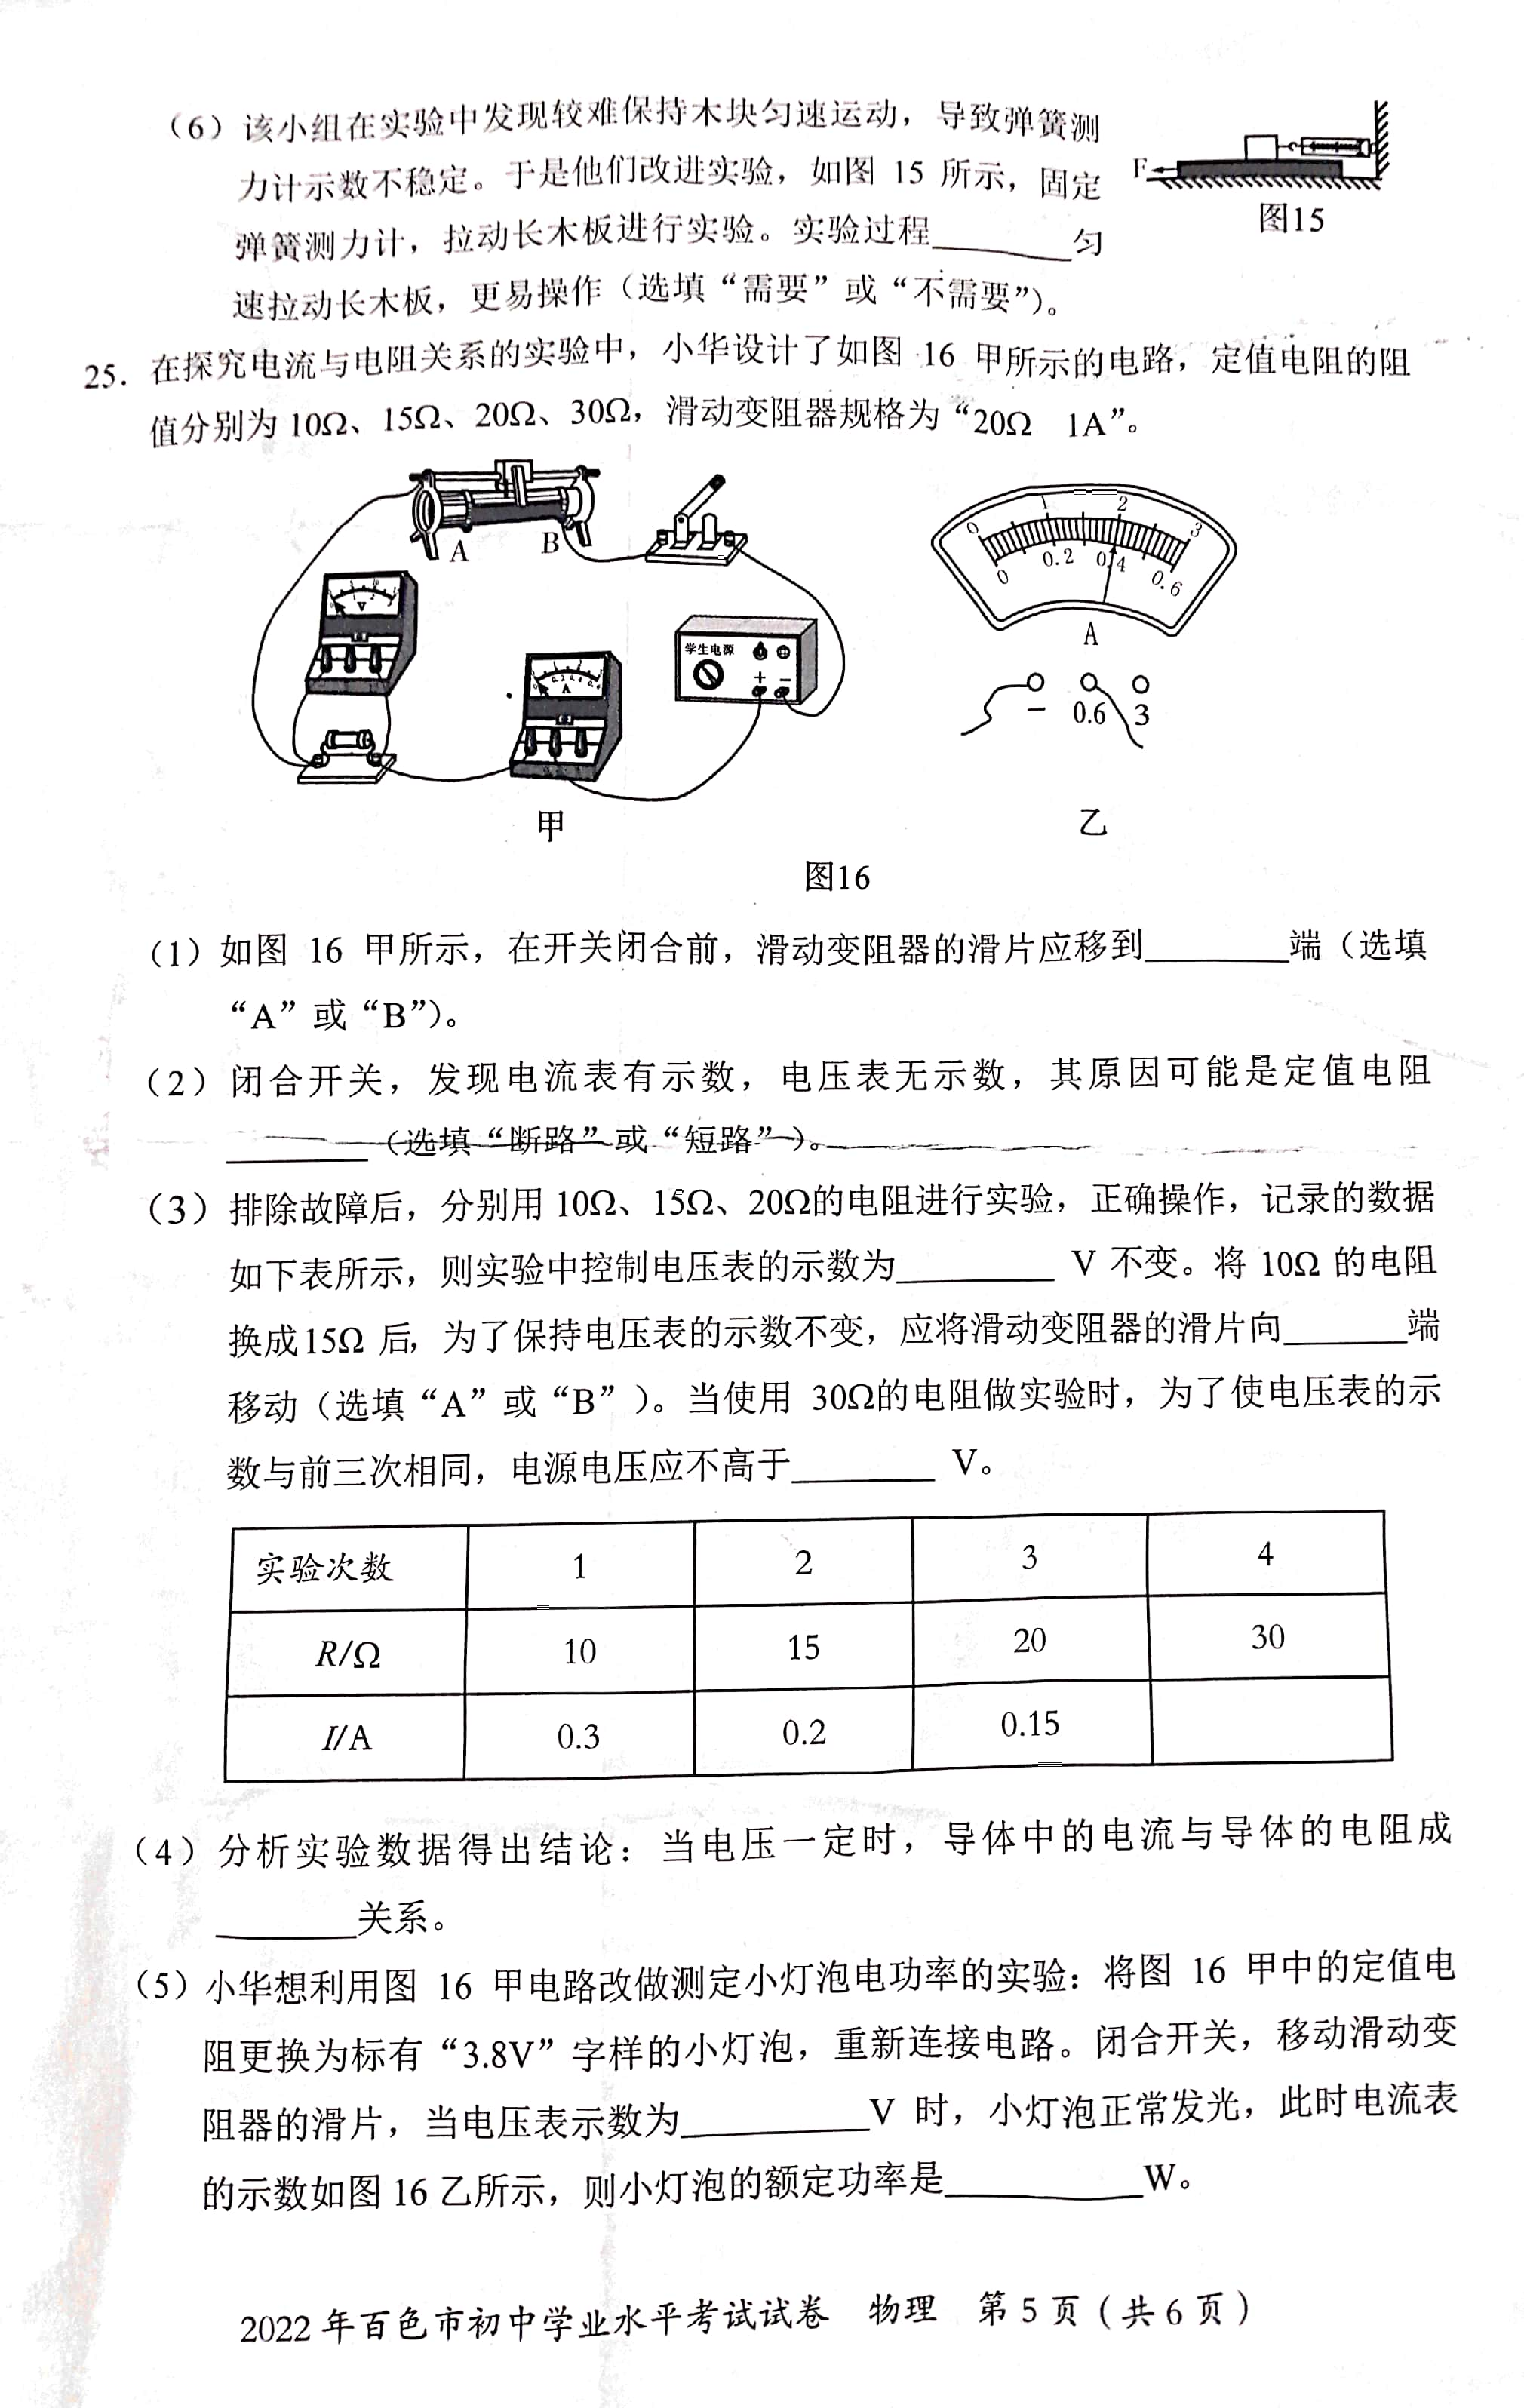 (6)该小组在实验中发现较难保持木块匀速运动,导致弹簧测
力计示数不稳定。于是他们改进实验,如图 15 所示,固定
弹簧测力计,拉动长木板进行实验。实验过程________匀
速拉动长木板,更易操作(选填“需要”或“不需要”)。
F
图15
25. 在探究电流与电阻关系的实验中,小华设计了如图 16 甲所示的电路,定值电阻的阻
值分别为 10Ω、15Ω、20Ω、30Ω,滑动变阻器规格为“20Ω 1A”。
A B
V
A
学生电源
+ −
甲
0 1 2 3
0 0.2 0.4 0.6
A
− 0.6 3
乙
图16
(1)如图 16 甲所示,在开关闭合前,滑动变阻器的滑片应移到________端(选填
“A”或“B”)。
(2)闭合开关,发现电流表有示数,电压表无示数,其原因可能是定值电阻
________(选填“断路”或“短路”)。
(3)排除故障后,分别用 10Ω、15Ω、20Ω的电阻进行实验,正确操作,记录的数据
如下表所示,则实验中控制电压表的示数为________ V 不变。将 10Ω 的电阻
换成15Ω 后,为了保持电压表的示数不变,应将滑动变阻器的滑片向_______端
移动(选填“A”或“B”)。当使用 30Ω的电阻做实验时,为了使电压表的示
数与前三次相同,电源电压应不高于________ V。
实验次数 1 2 3 4
R/Ω 10 15 20 30
I/A 0.3 0.2 0.15
(4)分析实验数据得出结论:当电压一定时,导体中的电流与导体的电阻成
________关系。
(5)小华想利用图 16 甲电路改做测定小灯泡电功率的实验:将图 16 甲中的定值电
阻更换为标有“3.8V”字样的小灯泡,重新连接电路。闭合开关,移动滑动变
阻器的滑片,当电压表示数为__________V 时,小灯泡正常发光,此时电流表
的示数如图 16 乙所示,则小灯泡的额定功率是__________W。
2022 年百色市初中学业水平考试试卷 物理 第 5 页(共 6 页)